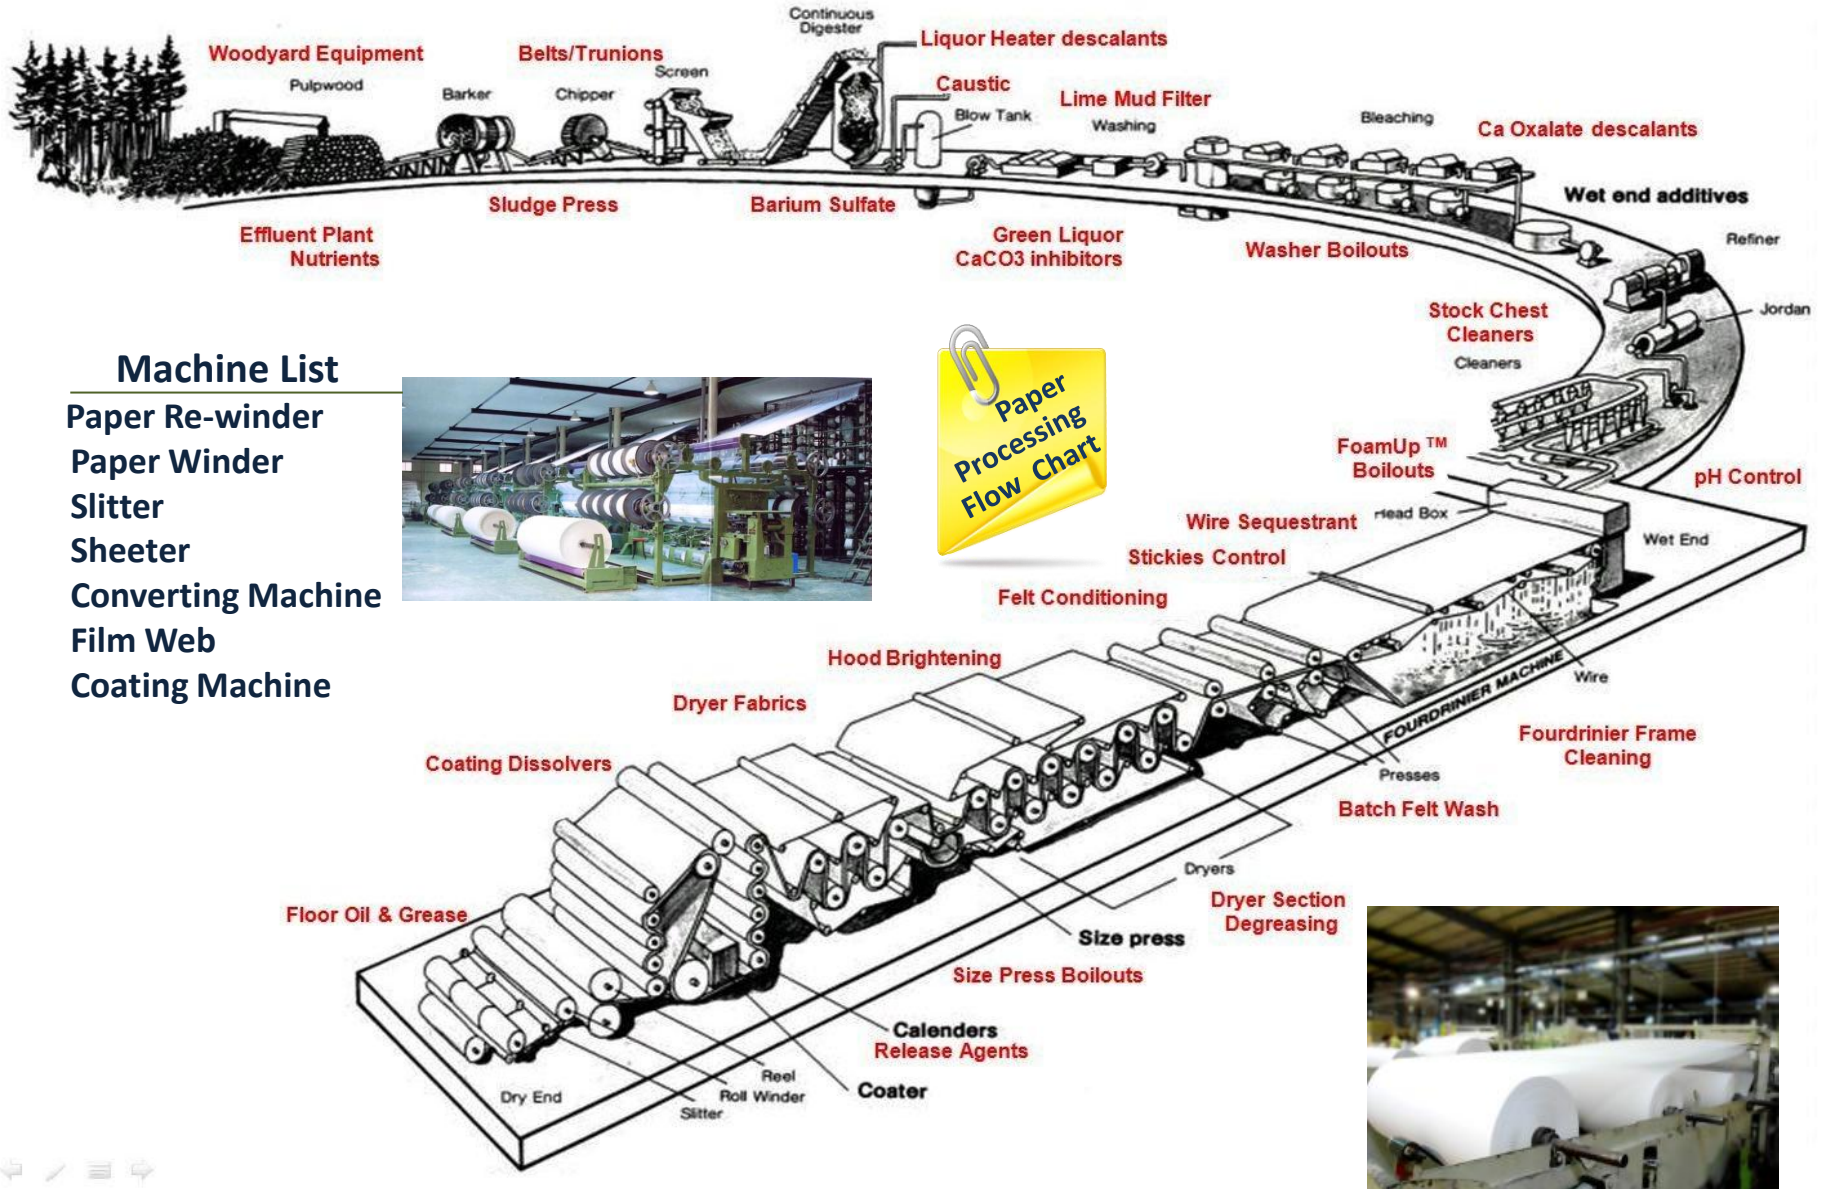 Continuous
Digester
Woodyard Equipment
Belts/Trunions
Liquor Heater descalants
Pulpwood
Barker
Chipper
Screen
Caustic
Blow Tank
Lime Mud Filter
Washing
Bleaching
Ca Oxalate descalants
Wet end additives
Sludge Press
Barium Sulfate
Effluent Plant
Nutrients
Green Liquor
CaCO3 inhibitors
Washer Boilouts
Refiner
Jordan
Stock Chest
Cleaners
Cleaners
Machine List
Paper Re-winder
Paper Winder
Slitter
Sheeter
Converting Machine
Film Web
Coating Machine
Paper
Processing
Flow Chart
FoamUp ™
Boilouts
pH Control
Head Box
Wet End
Wire Sequestrant
Stickies Control
Felt Conditioning
Hood Brightening
Dryer Fabrics
Coating Dissolvers
Wire
FOURDRINIER MACHINE
Fourdrinier Frame
Cleaning
Presses
Batch Felt Wash
Dryers
Dryer Section
Degreasing
Floor Oil & Grease
Size press
Size Press Boilouts
Calenders
Release Agents
Reel
Roll Winder
Coater
Slitter
Dry End